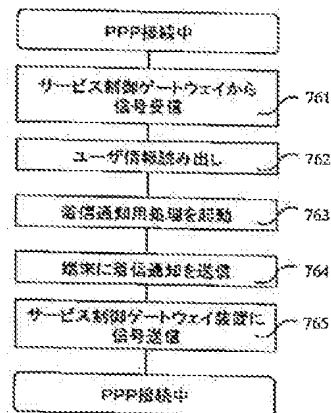 PPP接続中
サービス制御ゲートウェイから
信号受信
761
ユーザ情報読み出し
762
着信通知用処理を起動
763
端末に着信通知を送信
764
サービス制御ゲートウェイ装置に
信号送信
765
PPP接続中